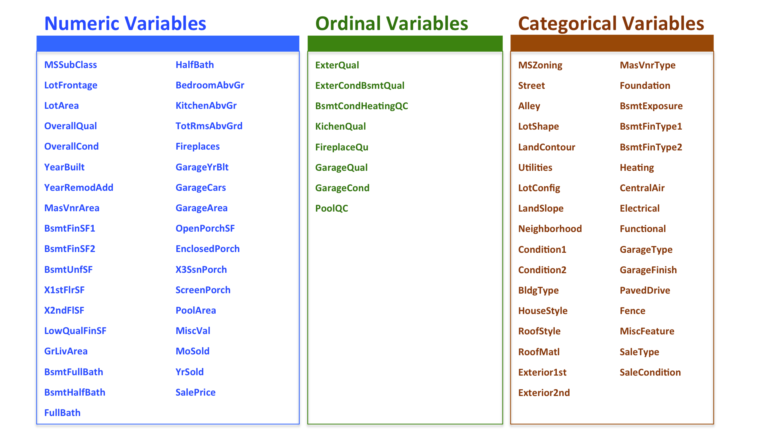 Numeric Variables
MSSubClass
LotFrontage
LotArea
OverallQual
OverallCond
YearBuilt
YearRemodAdd
MasVnrArea
BsmtFinSF1
BsmtFinSF2
BsmtUnfSF
X1stFlrSF
X2ndFlSF
LowQualFinSF
GrLivArea
BsmtFullBath
BsmtHalfBath
FullBath
HalfBath
BedroomAbvGr
KitchenAbvGr
TotRmsAbvGrd
Fireplaces
GarageYrBlt
GarageCars
GarageArea
OpenPorchSF
EnclosedPorch
X3SsnPorch
ScreenPorch
PoolArea
MiscVal
MoSold
YrSold
SalePrice
Ordinal Variables
ExterQual
ExterCondBsmtQual
BsmtCondHeatingQC
KichenQual
FireplaceQu
GarageQual
GarageCond
PoolQC
Categorical Variables
MSZoning
Street
Alley
LotShape
LandContour
Utilities
LotConfig
LandSlope
Neighborhood
Condition1
Condition2
BldgType
HouseStyle
RoofStyle
RoofMatl
Exterior1st
Exterior2nd
MasVnrType
Foundation
BsmtExposure
BsmtFinType1
BsmtFinType2
Heating
CentralAir
Electrical
Functional
GarageType
GarageFinish
PavedDrive
Fence
MiscFeature
SaleType
SaleCondition